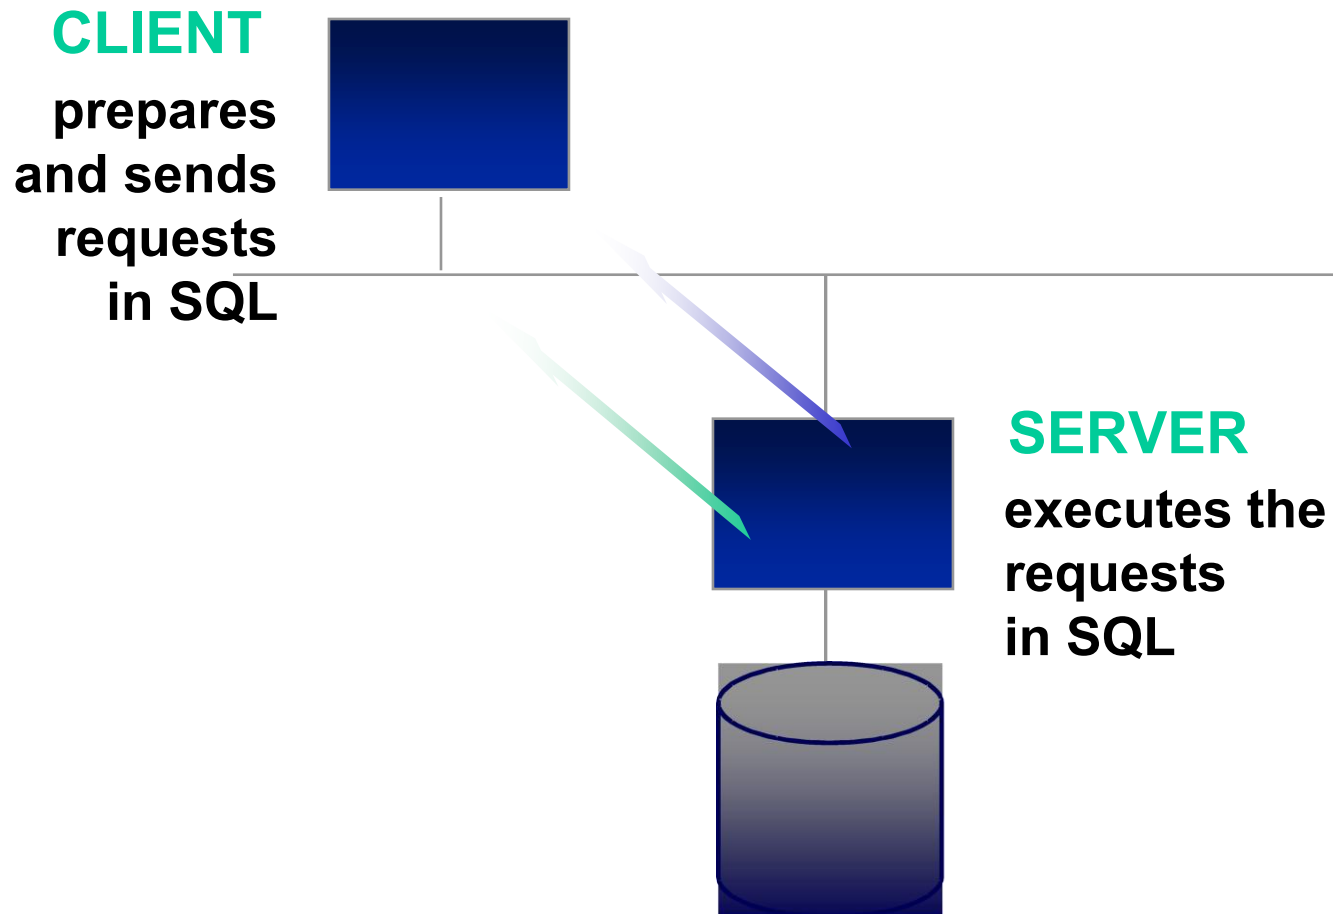 CLIENT
prepares
and sends
requests
in SQL
SERVER
executes the
requests
in SQL